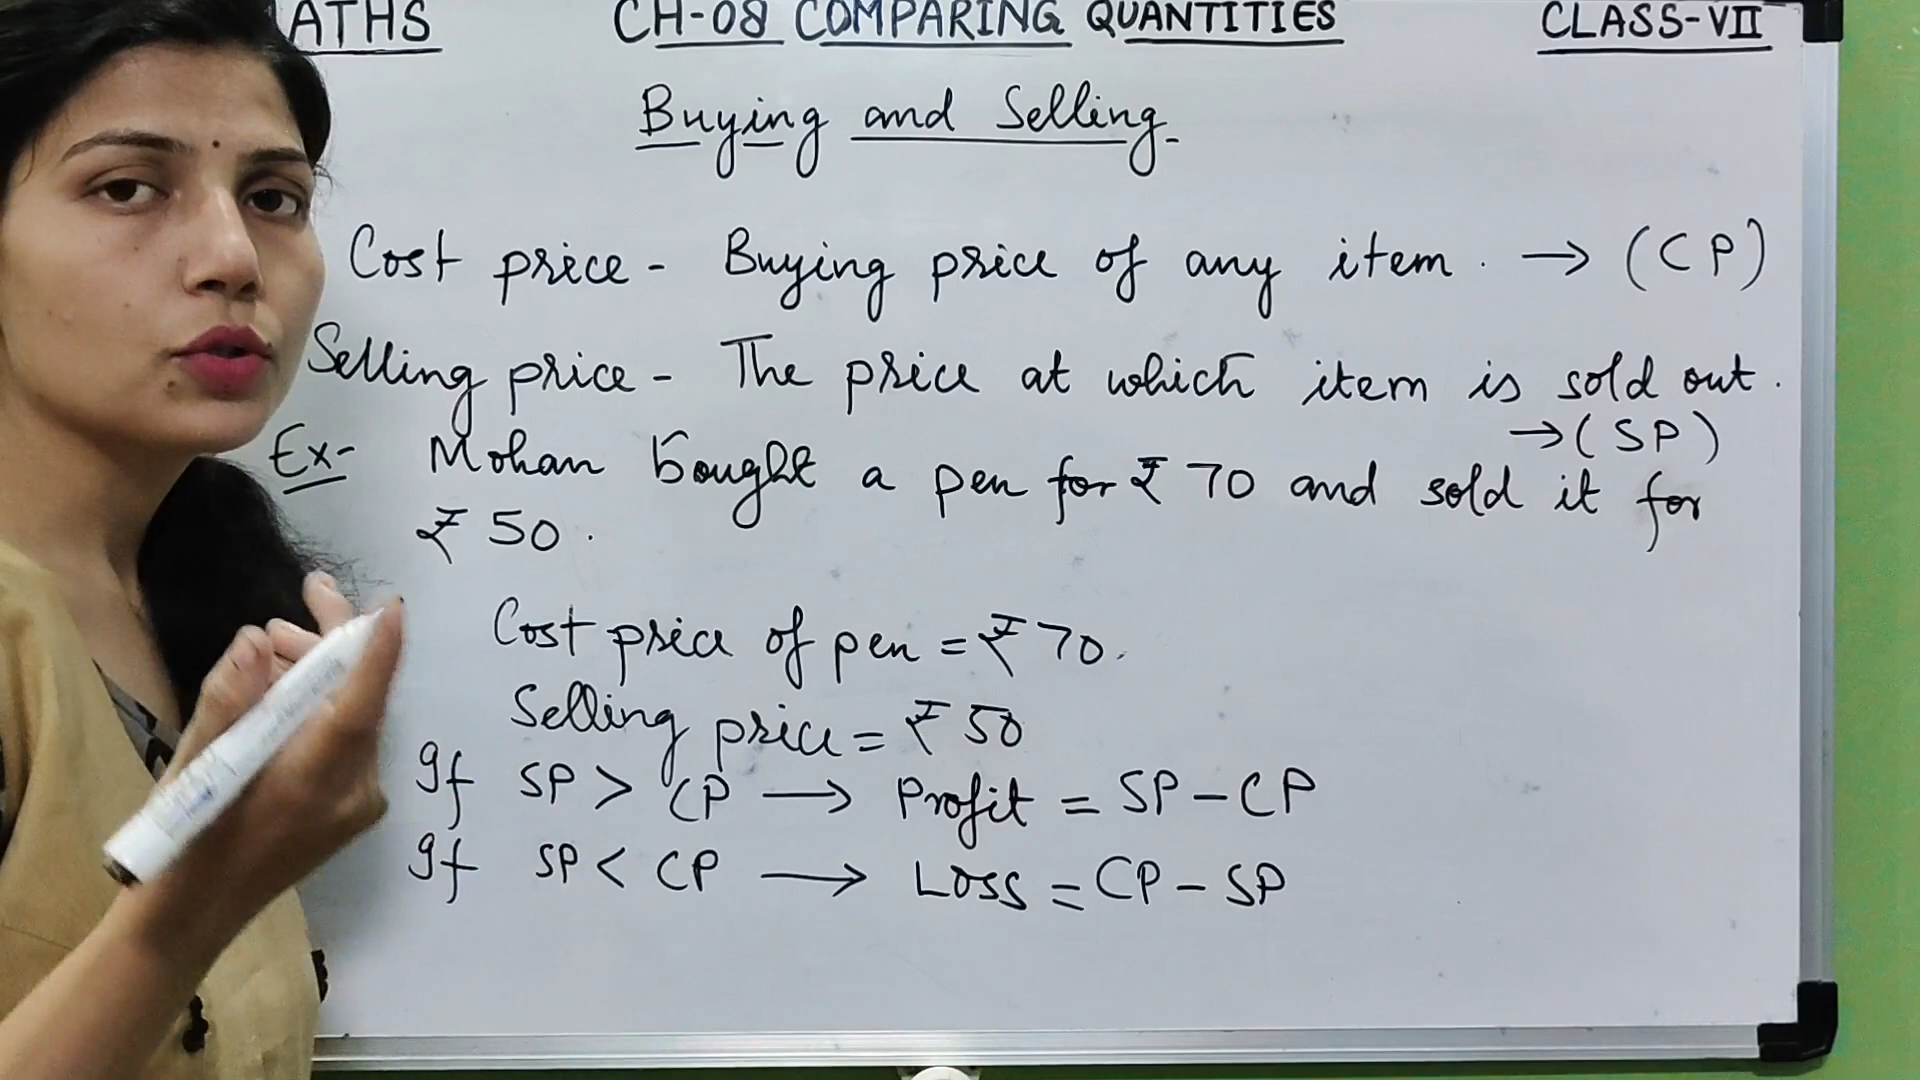 ATHS CH-08 COMPARING QUANTITIES CLASS-VII
Buying and Selling
Cost price - Buying price of any item. → (CP)
Selling price - The price at which item is sold out.
→ (SP)
Ex- Mohan bought a pen for ₹ 70 and sold it for
₹ 50.
Cost price of pen = ₹ 70.
Selling price = ₹ 50
If SP > CP → Profit = SP - CP
If SP < CP → Loss = CP - SP